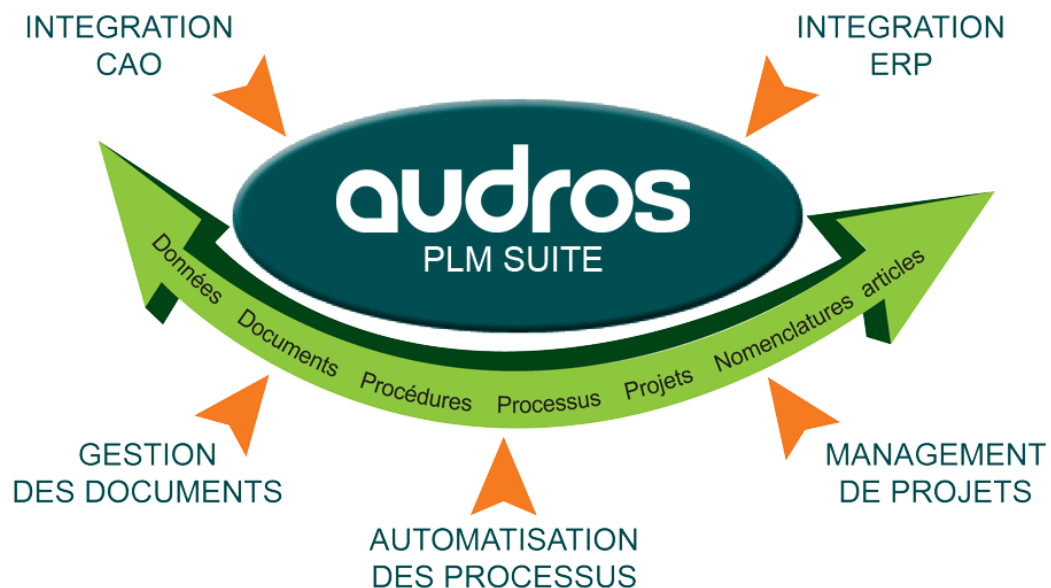 INTEGRATION
CAO
INTEGRATION
ERP
audros
PLM SUITE
Données Documents Procédures Processus Projets Nomenclatures articles
GESTION
DES DOCUMENTS
AUTOMATISATION
DES PROCESSUS
MANAGEMENT
DE PROJETS